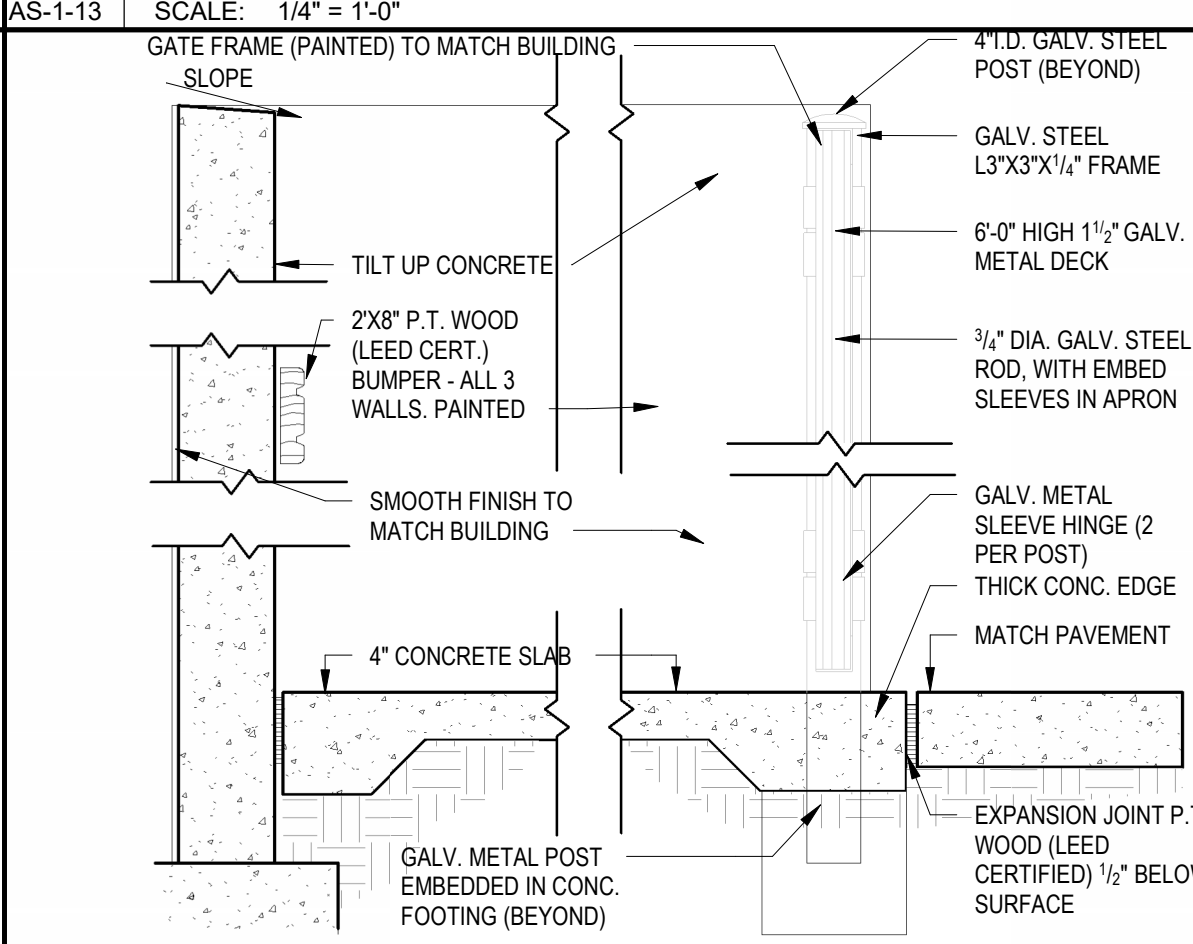 AS-1-13 SCALE: 1/4" = 1'-0"
GATE FRAME (PAINTED) TO MATCH BUILDING
SLOPE
TILT UP CONCRETE
2'X8" P.T. WOOD
(LEED CERT.)
BUMPER - ALL 3
WALLS. PAINTED
SMOOTH FINISH TO
MATCH BUILDING
4" CONCRETE SLAB
GALV. METAL POST
EMBEDDED IN CONC.
FOOTING (BEYOND)
4"I.D. GALV. STEEL
POST (BEYOND)
GALV. STEEL
L3"X3"X1/4" FRAME
6'-0" HIGH 11/2" GALV.
METAL DECK
3/4" DIA. GALV. STEEL
ROD, WITH EMBED
SLEEVES IN APRON
GALV. METAL
SLEEVE HINGE (2
PER POST)
THICK CONC. EDGE
MATCH PAVEMENT
EXPANSION JOINT P.T
WOOD (LEED
CERTIFIED) 1/2" BELOW
SURFACE